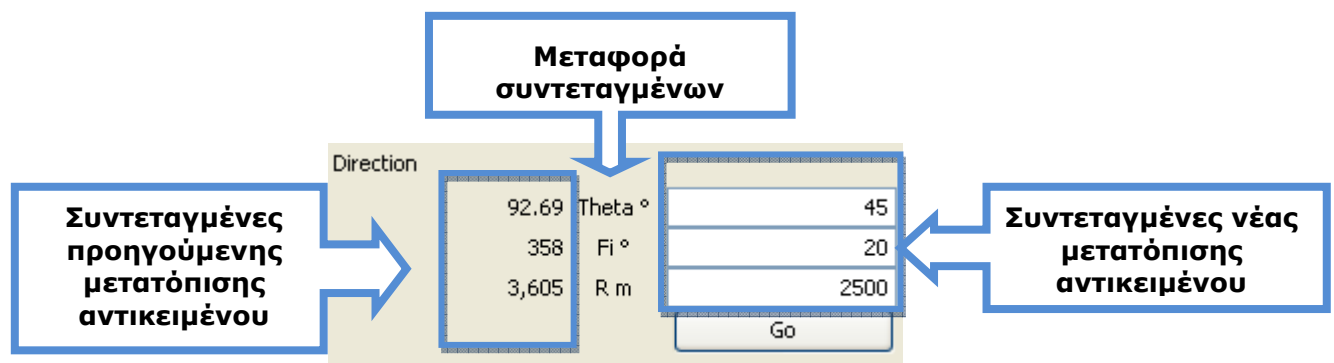 Μεταφορά
συντεταγμένων
Direction
Συντεταγμένες
προηγούμενης
μετατόπισης
αντικειμένου
92.69 Theta ° 45
358 Fi ° 20
3,605 R m 2500
Go
Συντεταγμένες νέας
μετατόπισης
αντικειμένου